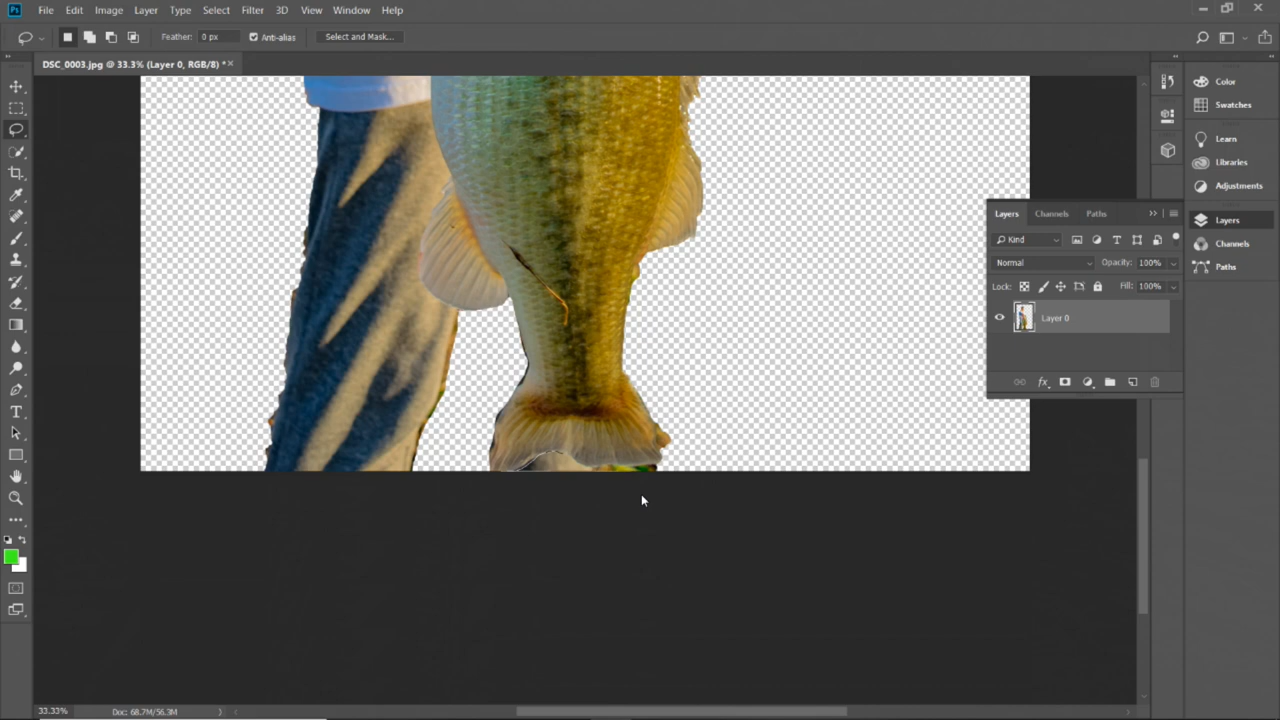 Ps File Edit Image Layer Type Select Filter 3D View Window Help
Feather: 0 px Anti-alias Select and Mask...
DSC_0003.jpg @ 33.3% (Layer 0, RGB/8) *
Color
Swatches
Learn
Libraries
Adjustments
Layers
Channels
Paths
Layers Channels Paths
Kind
Normal Opacity: 100%
Lock: Fill: 100%
Layer 0
fx
33.33% Doc: 68.7M/56.3M